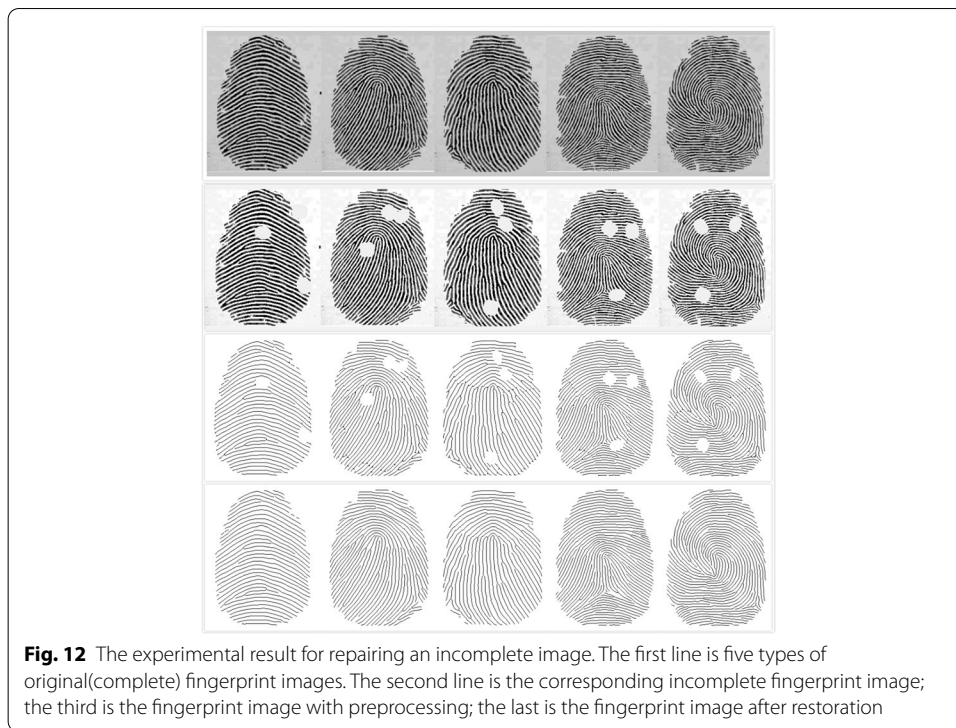 Fig. 12 The experimental result for repairing an incomplete image. The first line is five types of
original(complete) fingerprint images. The second line is the corresponding incomplete fingerprint image;
the third is the fingerprint image with preprocessing; the last is the fingerprint image after restoration